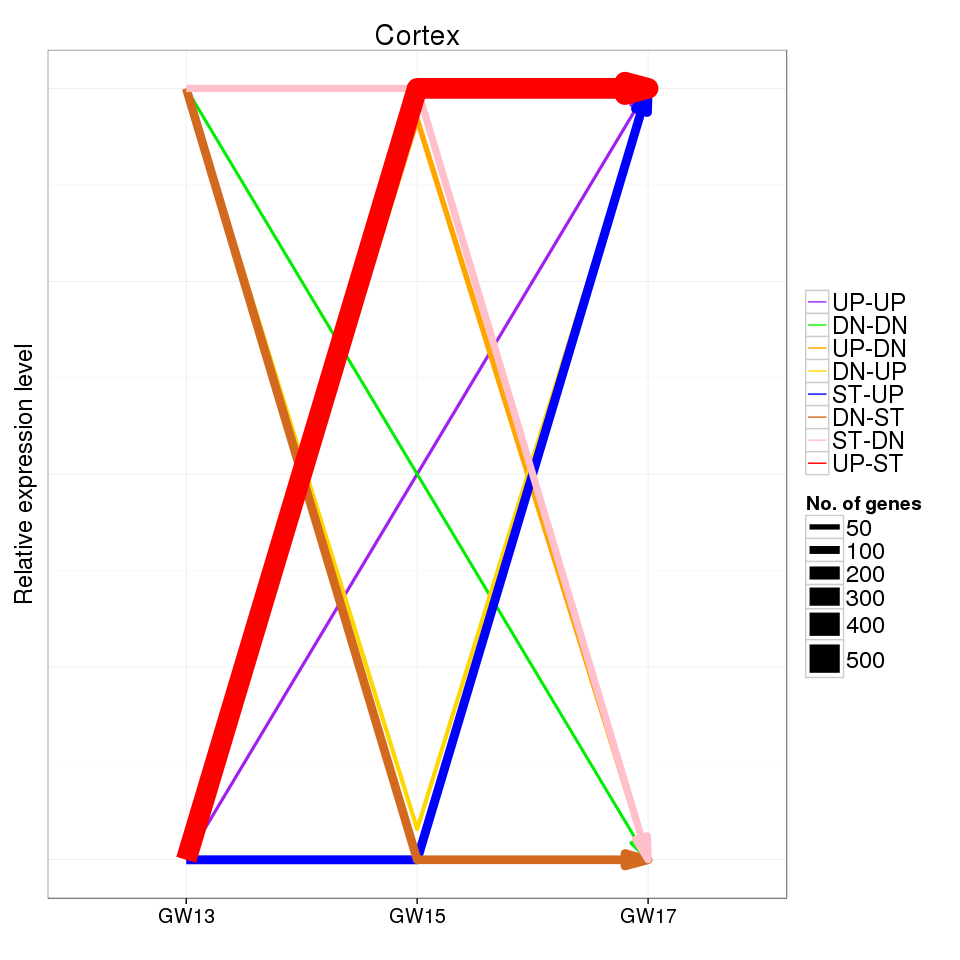 Cortex
Relative expression level
GW13
GW15
GW17
UP-UP
DN-DN
UP-DN
DN-UP
ST-UP
DN-ST
ST-DN
UP-ST
No. of genes
50
100
200
300
400
500